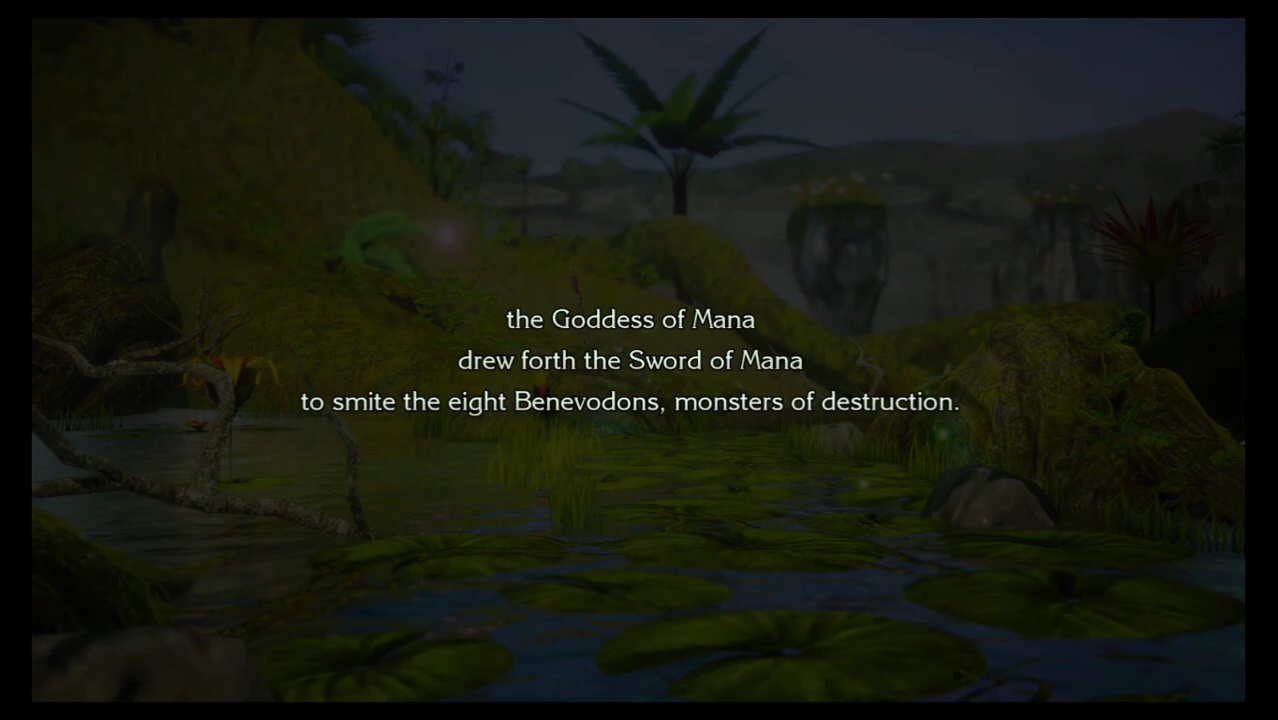 the Goddess of Mana
drew forth the Sword of Mana
to smite the eight Benevodons, monsters of destruction.